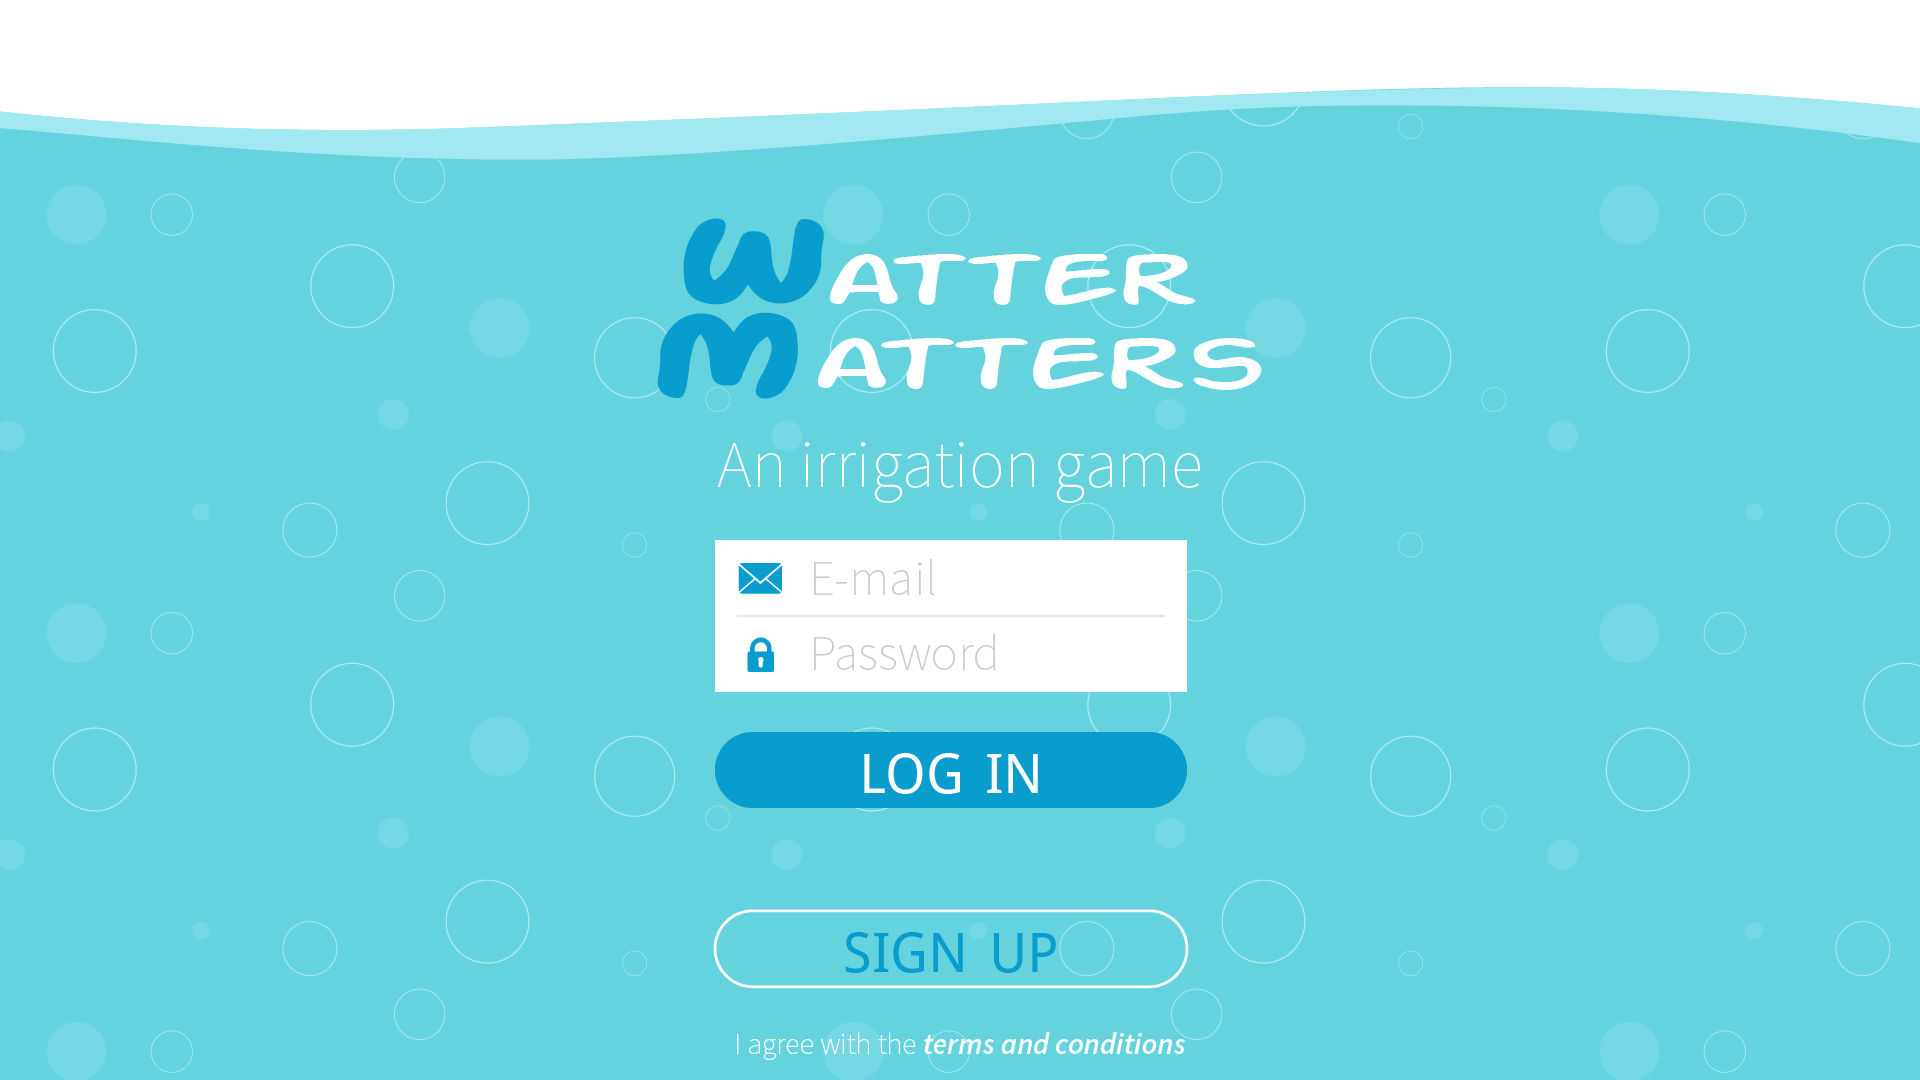 WATTER
MATTERS
An irrigation game
E-mail
Password
LOG IN
SIGN UP
I agree with the terms and conditions